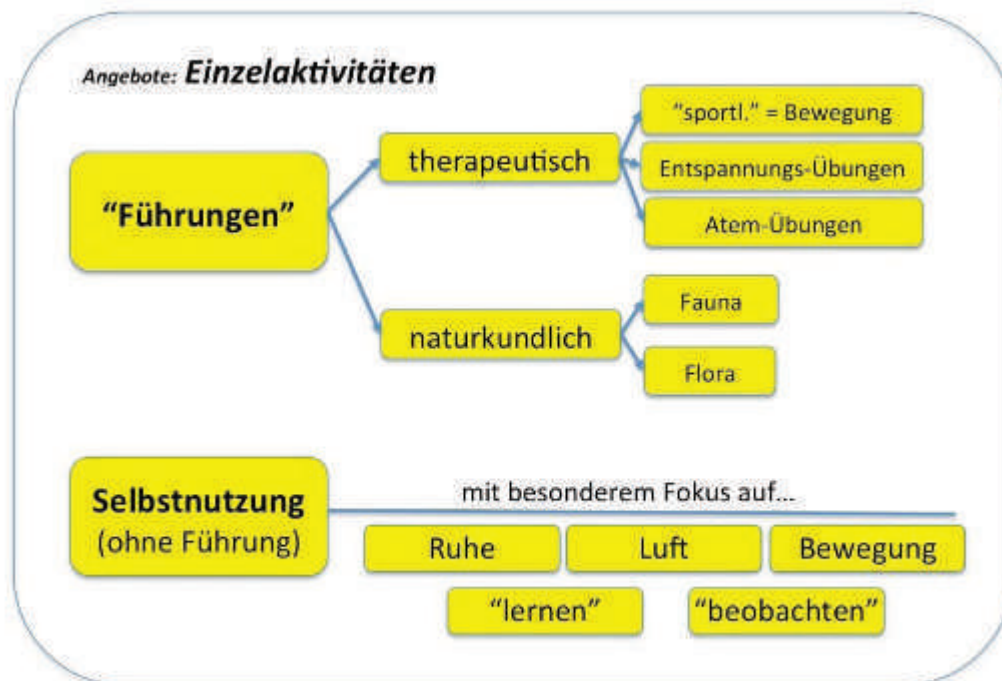 Angebote: Einzelaktivitäten
"Führungen"
therapeutisch
"sportl." = Bewegung
Entspannungs-Übungen
Atem-Übungen
naturkundlich
Fauna
Flora
Selbstnutzung
(ohne Führung)
mit besonderem Fokus auf...
Ruhe
Luft
Bewegung
"lernen"
"beobachten"